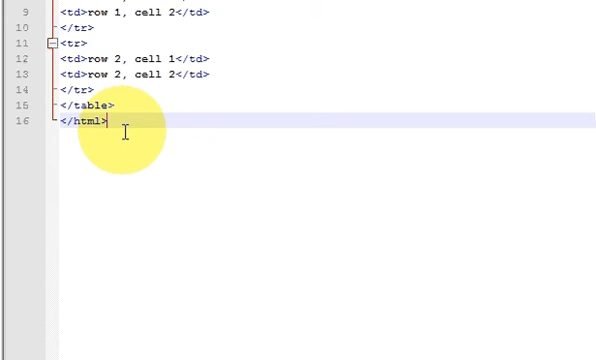 9 <td>row 1, cell 2</td>
10 </tr>
11 <tr>
12 <td>row 2, cell 1</td>
13 <td>row 2, cell 2</td>
14 </tr>
15 </table>
16 </html>